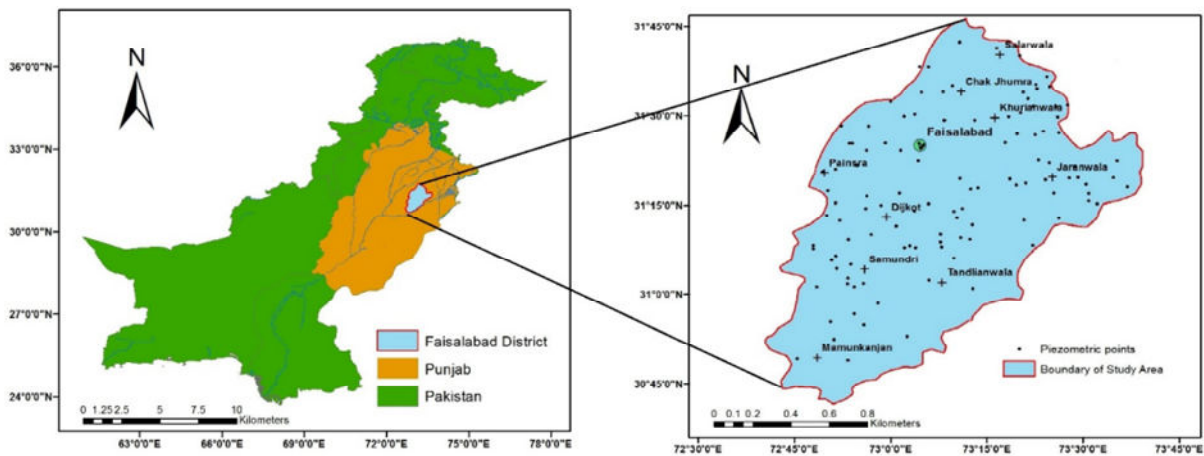 N
36°0'0"N
33°0'0"N
30°0'0"N
27°0'0"N
24°0'0"N
Faisalabad District
Punjab
Pakistan
0 1.25 2.5 5 7.5 10
Kilometers
63°0'0"E 66°0'0"E 69°0'0"E 72°0'0"E 75°0'0"E 78°0'0"E
N
31°45'0"N
31°30'0"N
31°15'0"N
31°0'0"N
30°45'0"N
Salarwala
Chak Jhumra
Khurianwala
Faisalabad
Painsra
Jaranwala
Dijkot
Samundri
Tandlianwala
Mamunkanjan
Piezometric points
Boundary of Study Area
0 0.1 0.2 0.4 0.6 0.8
Kilometers
72°30'0"E 72°45'0"E 73°0'0"E 73°15'0"E 73°30'0"E 73°45'0"E